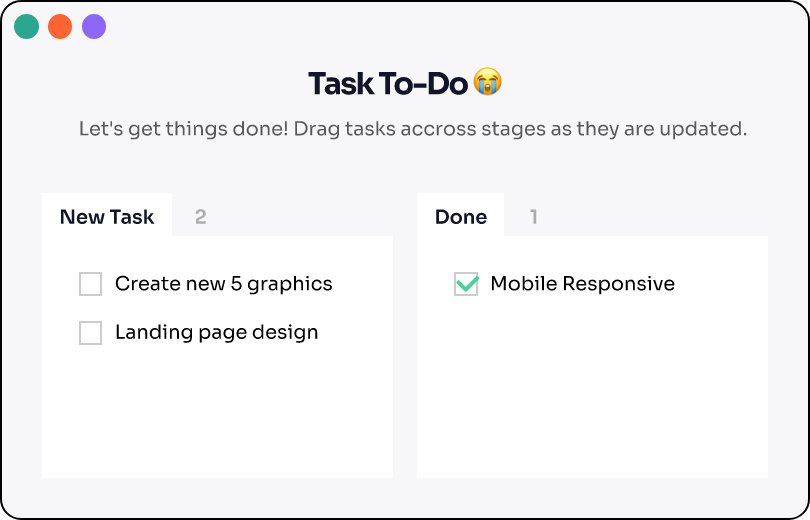 Task To-Do 😭
Let's get things done! Drag tasks accross stages as they are updated.
New Task 2
Create new 5 graphics
Landing page design
Done 1
Mobile Responsive